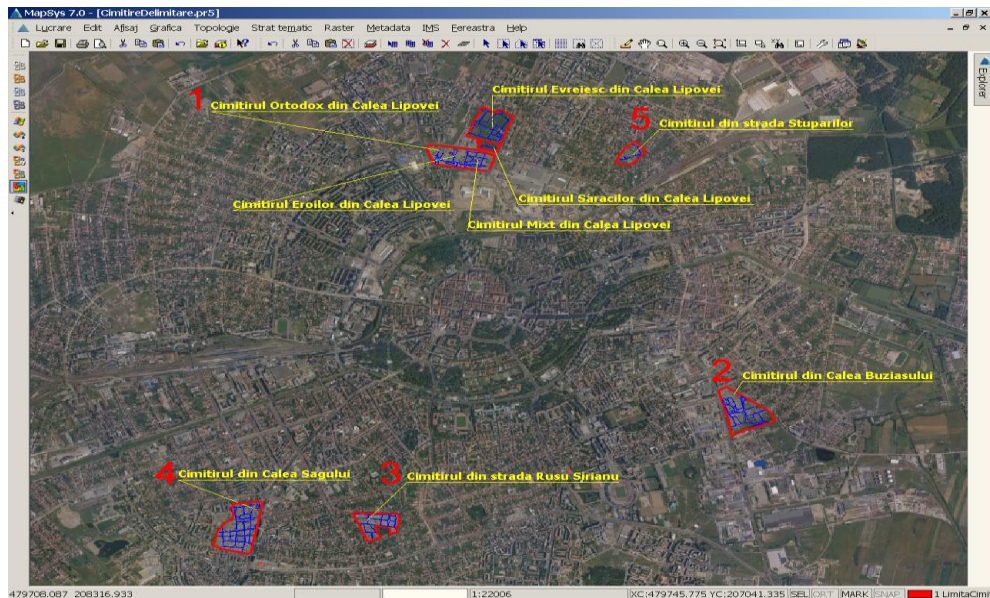 MapSys 7.0 - [CimitireDelimitare.pr5]
Lucrare Edit Afisaj Grafica Topologie Strat tematic Raster Metadata IMS Fereastra Help
Explorer
Cimitirul Evreiesc din Calea Lipovei
1
Cimitirul Ortodox din Calea Lipovei
5
Cimitirul din strada Stuparilor
Cimitirul Eroilor din Calea Lipovei
Cimitirul Saracilor din Calea Lipovei
Cimitirul Mixt din Calea Lipovei
2
Cimitirul din Calea Buziasului
4
Cimitirul din Calea Sagului
3
Cimitirul din strada Rusu Sirianu
479708.087 208316.933
1:22006
XC:479745.775 YC:207041.335 SEL ORT MARK SNAP
1 LimitaCimi